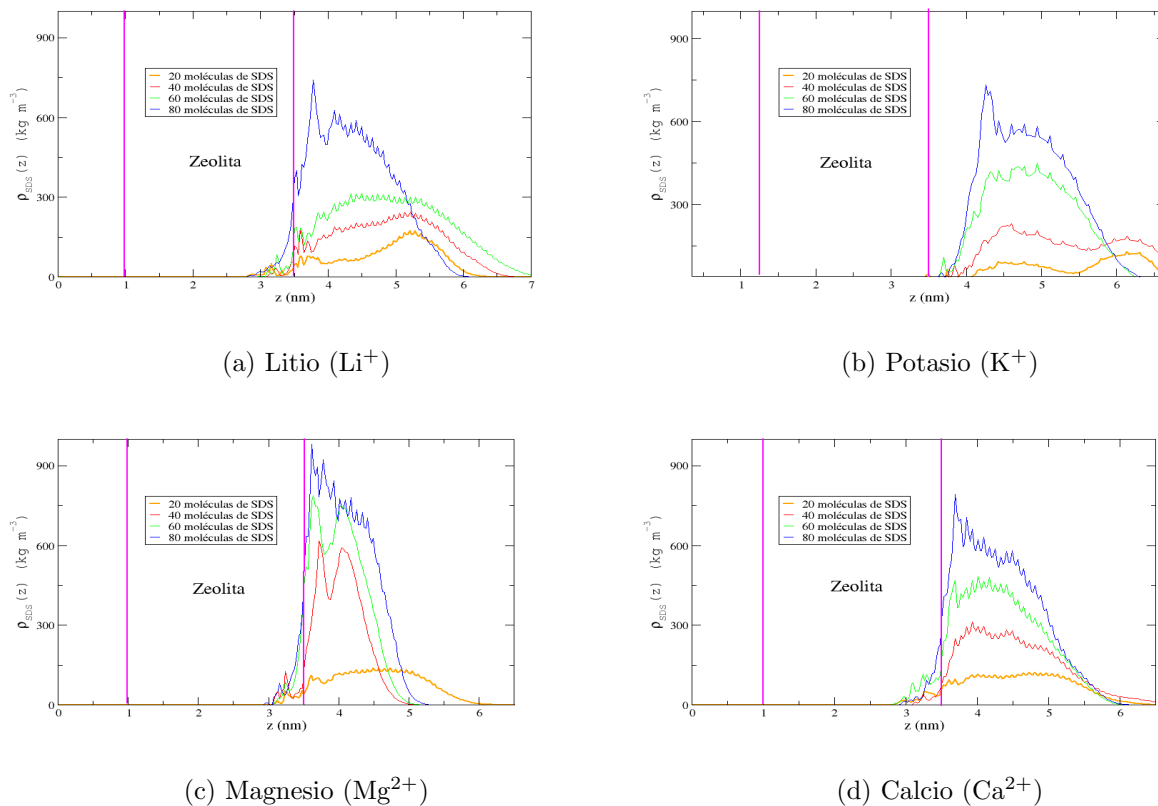 900
600
300
0
ρSDS(z) (kg m-3)
20 moléculas de SDS
40 moléculas de SDS
60 moléculas de SDS
80 moléculas de SDS
Zeolita
0 1 2 3 4 5 6 7
z (nm)
(a) Litio (Li+)
900
600
300
ρSDS(z) (kg m-3)
20 moléculas de SDS
40 moléculas de SDS
60 moléculas de SDS
80 moléculas de SDS
Zeolita
1 2 3 4 5 6
z (nm)
(b) Potasio (K+)
900
600
300
0
ρSDS(z) (kg m-3)
20 moléculas de SDS
40 moléculas de SDS
60 moléculas de SDS
80 moléculas de SDS
Zeolita
0 1 2 3 4 5 6
z (nm)
(c) Magnesio (Mg2+)
900
600
300
0
ρSDS(z) (kg m-3)
20 moléculas de SDS
40 moléculas de SDS
60 moléculas de SDS
80 moléculas de SDS
Zeolita
0 1 2 3 4 5 6
z (nm)
(d) Calcio (Ca2+)